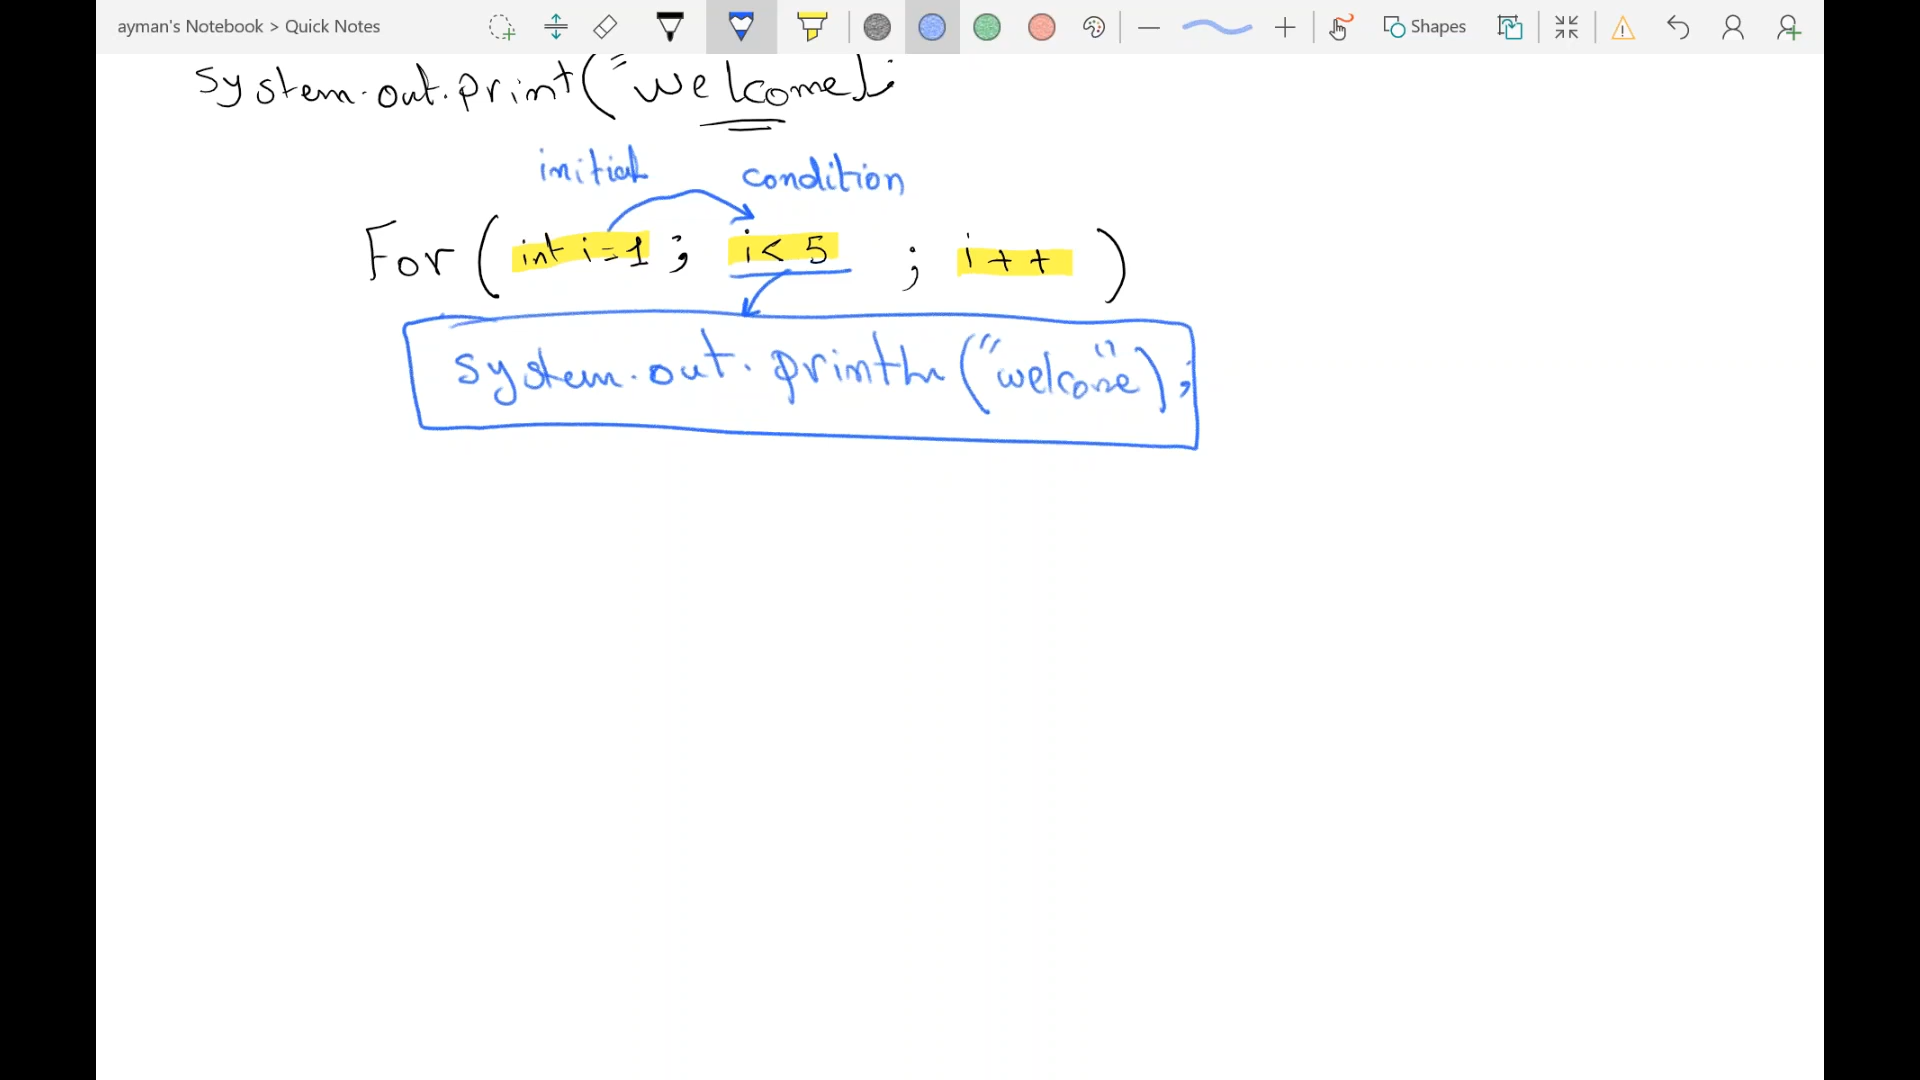 ayman's Notebook > Quick Notes
Shapes
system.out.print("welcome");
initial condition
For (int i=1; i< 5 ; i++)
system.out.println("welcome");